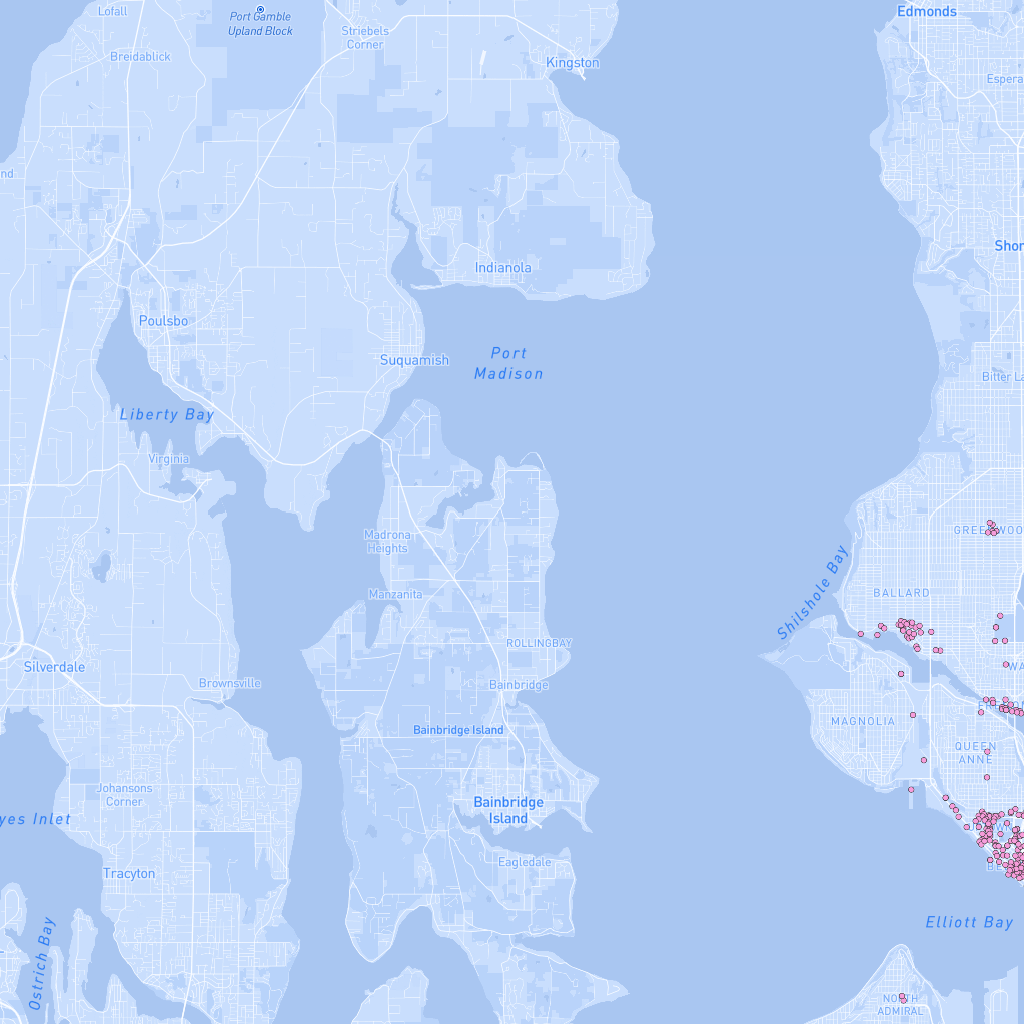 Lofall
Port Gamble
Upland Block
Edmonds
Striebels
Corner
Breidablick
Kingston
Espera
nd
Shor
Indianola
Poulsbo
Port
Madison
Suquamish
Bitter La
Liberty Bay
Virginia
GREENWOO
Madrona
Heights
Shilshole Bay
BALLARD
Manzanita
ROLLINGBAY
Silverdale
WA
Brownsville
Bainbridge
MAGNOLIA
Bainbridge Island
QUEEN
ANNE
Johansons
Corner
Bainbridge
Island
yes Inlet
Eagledale
Tracyton
Ostrich Bay
Elliott Bay
NORTH
ADMIRAL